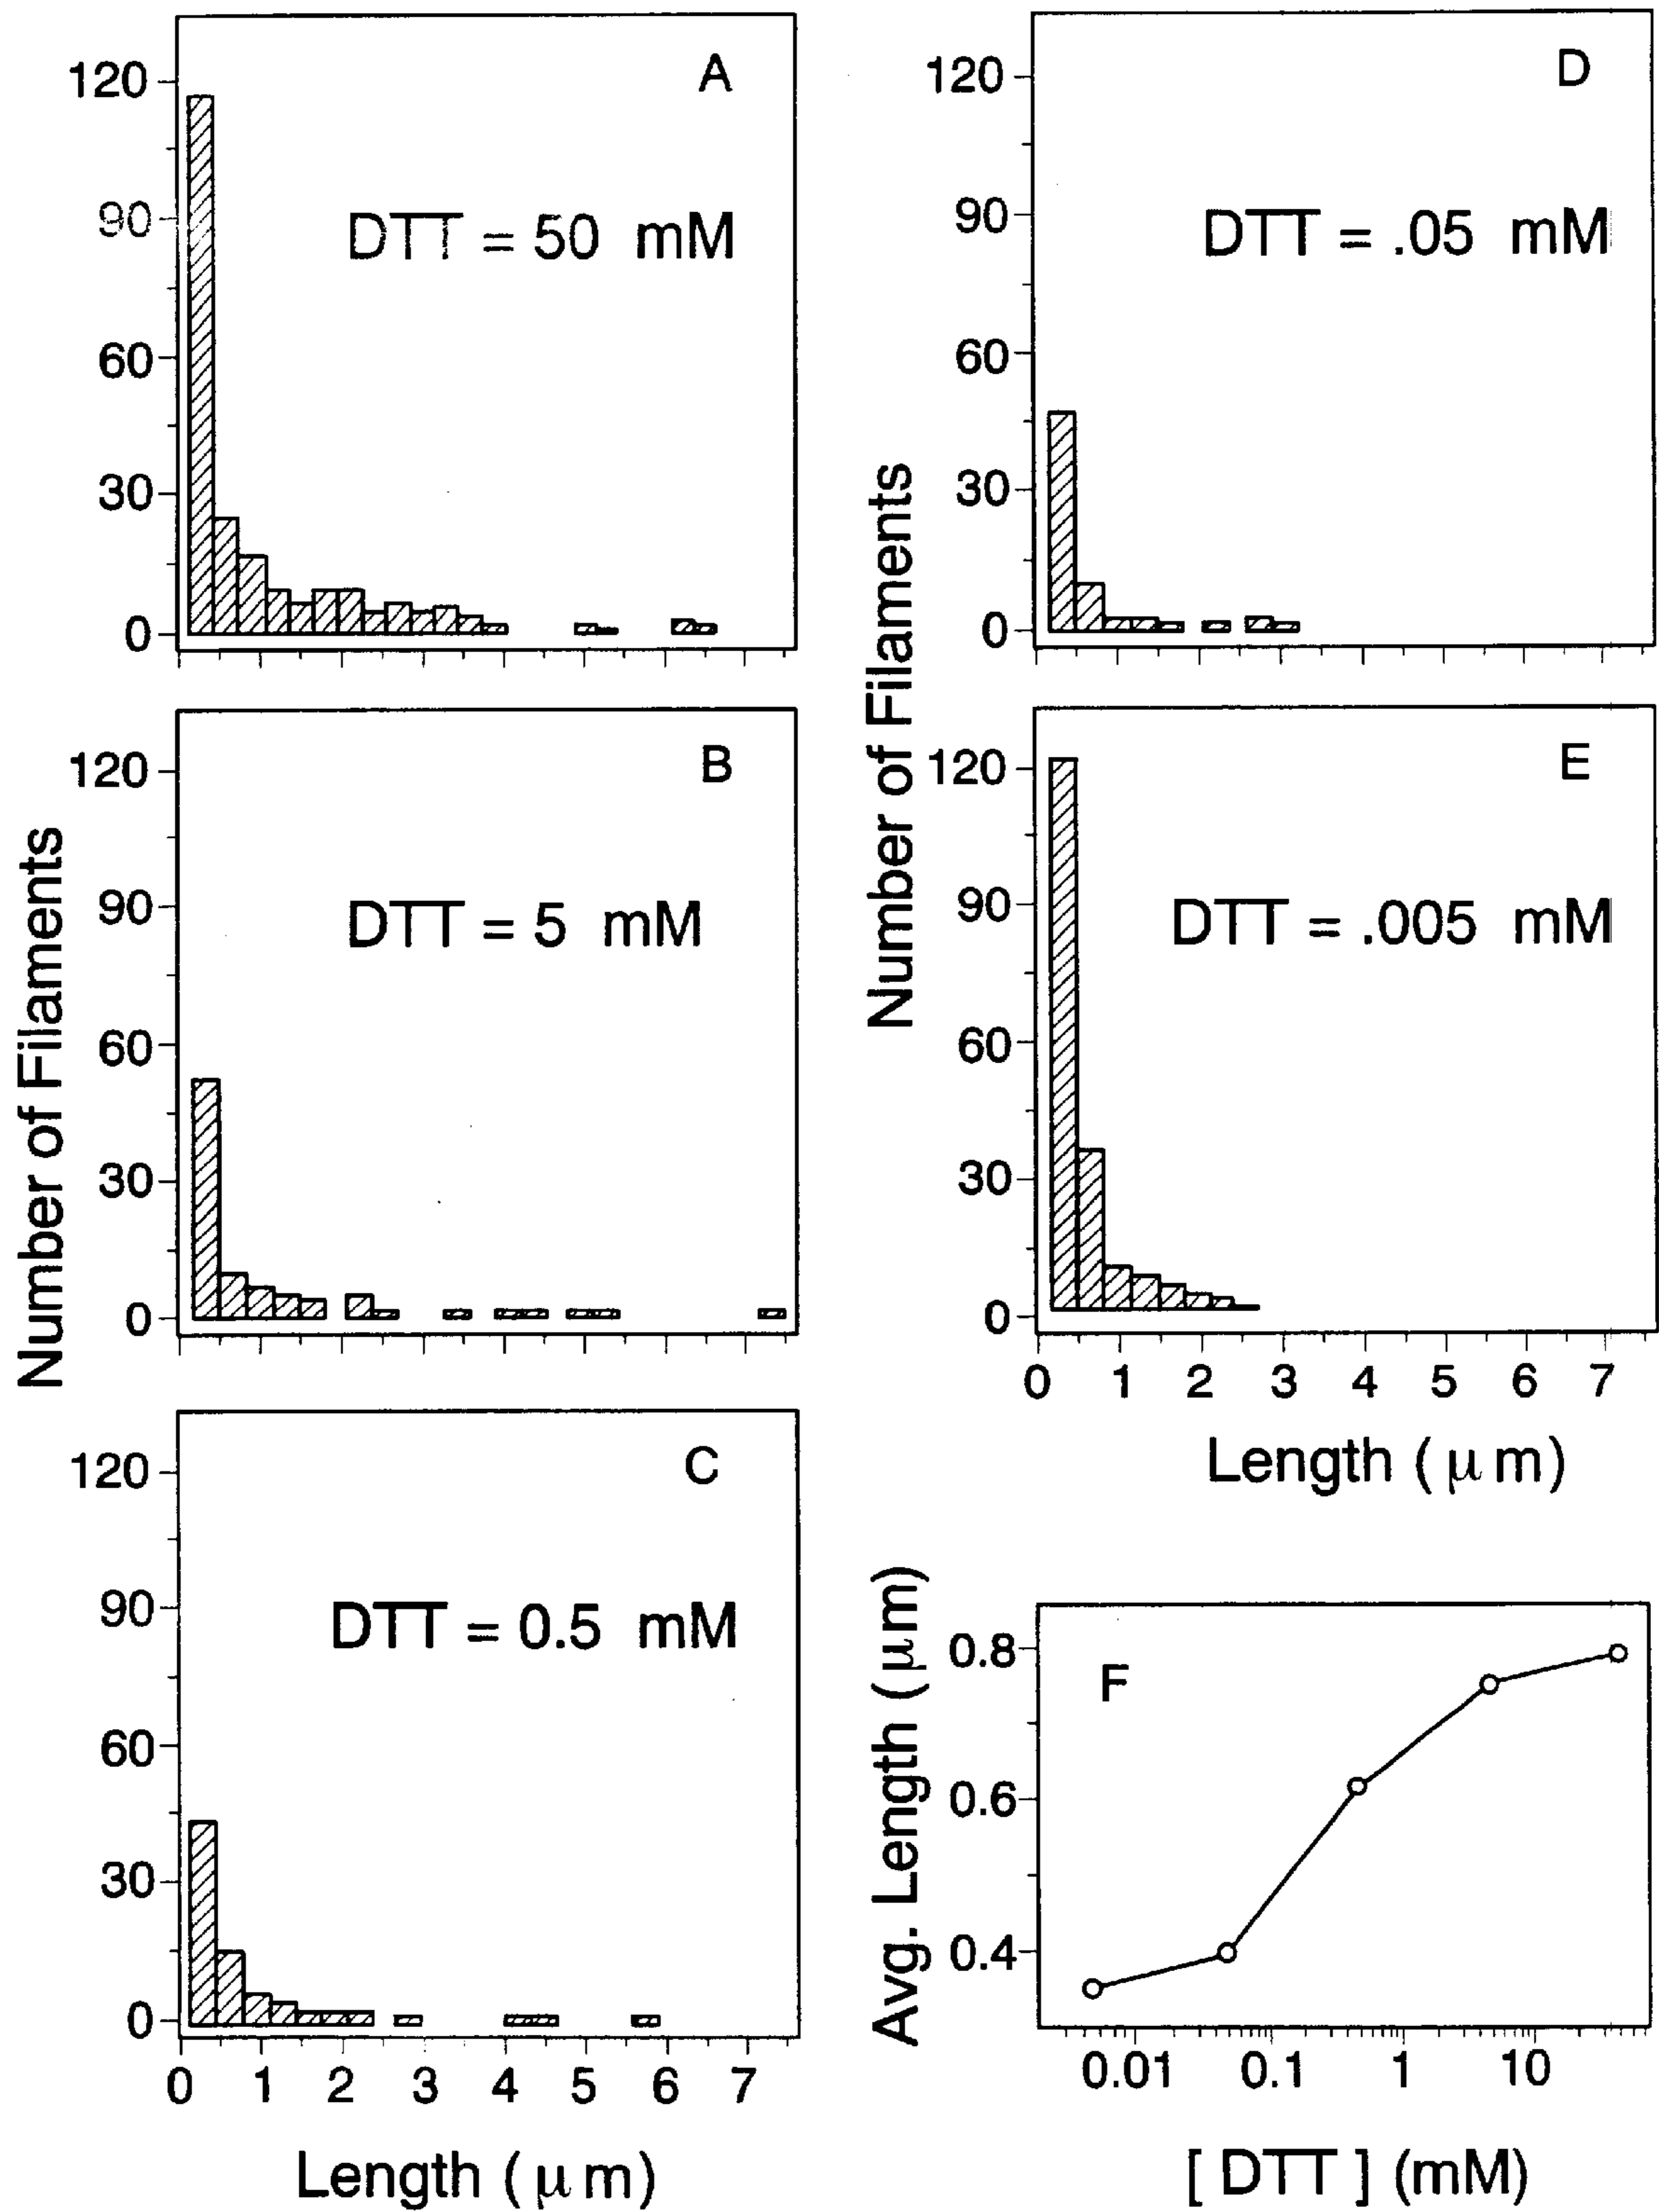 A
DTT = 50 mM
120
90
60
30
0
B
DTT = 5 mM
120
90
60
30
0
Number of Filaments
C
DTT = 0.5 mM
120
90
60
30
0
0 1 2 3 4 5 6 7
Length ( μ m)
D
DTT = .05 mM
120
90
60
30
0
Number of Filaments
E
DTT = .005 mM
120
90
60
30
0
0 1 2 3 4 5 6 7
Length ( μ m)
F
Avg. Length (μm)
0.8
0.6
0.4
0.01 0.1 1 10
[ DTT ] (mM)